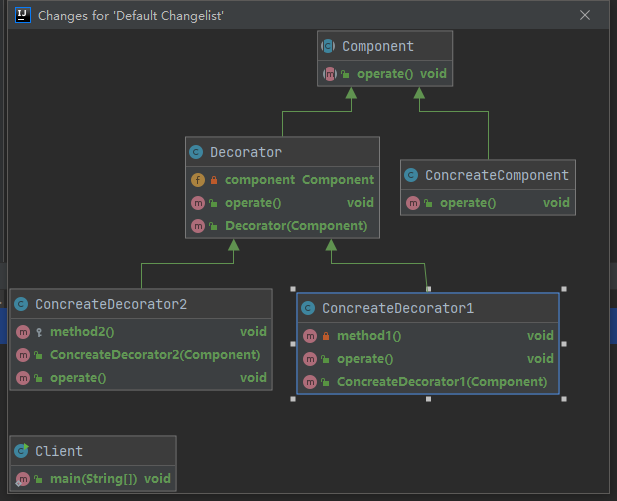 Changes for 'Default Changelist'
Component
operate() void
Decorator
component Component
operate() void
Decorator(Component)
ConcreateComponent
operate() void
ConcreateDecorator2
method2() void
ConcreateDecorator2(Component)
operate() void
ConcreateDecorator1
method1() void
operate() void
ConcreateDecorator1(Component)
Client
main(String[]) void